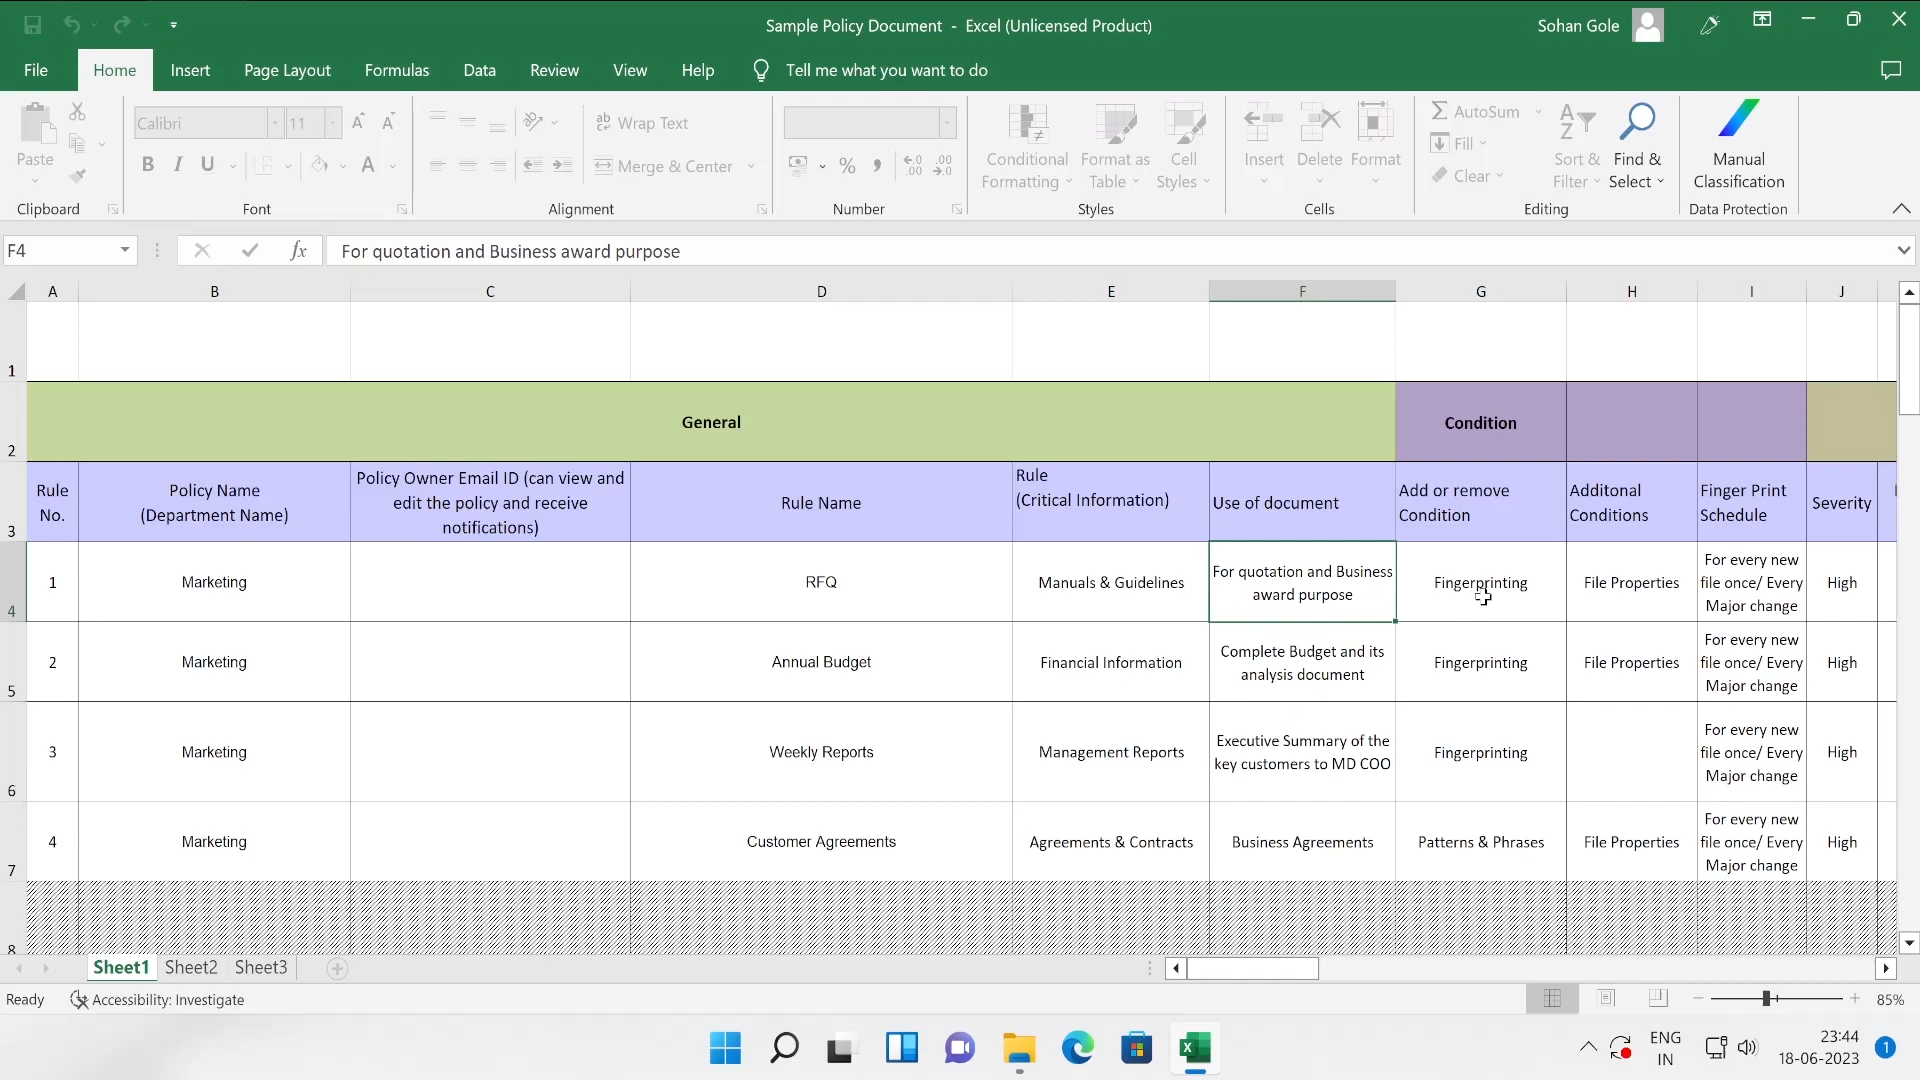 Sample Policy Document - Excel (Unlicensed Product)
Sohan Gole
File Home Insert Page Layout Formulas Data Review View Help Tell me what you want to do
Paste
Clipboard
Calibri 11
B I U A
Font
Wrap Text
Merge & Center
Alignment
% , .00 .00
Number
Conditional Formatting
Format as Table
Cell Styles
Styles
Insert Delete Format
Cells
AutoSum
Fill
Clear
Sort & Filter
Find & Select
Editing
Manual Classification
Data Protection
F4
fx
For quotation and Business award purpose
A B C D E F G H I J
1
2 General Condition
3
Rule No.
Policy Name (Department Name)
Policy Owner Email ID (can view and edit the policy and receive notifications)
Rule Name
Rule (Critical Information)
Use of document
Add or remove Condition
Additonal Conditions
Finger Print Schedule
Severity
4
1 Marketing RFQ Manuals & Guidelines For quotation and Business award purpose Fingerprinting File Properties For every new file once/ Every Major change High
5
2 Marketing Annual Budget Financial Information Complete Budget and its analysis document Fingerprinting File Properties For every new file once/ Every Major change High
6
3 Marketing Weekly Reports Management Reports Executive Summary of the key customers to MD COO Fingerprinting For every new file once/ Every Major change High
7
4 Marketing Customer Agreements Agreements & Contracts Business Agreements Patterns & Phrases File Properties For every new file once/ Every Major change High
8
Sheet1 Sheet2 Sheet3
Ready Accessibility: Investigate
85%
ENG
IN
23:44
18-06-2023
1